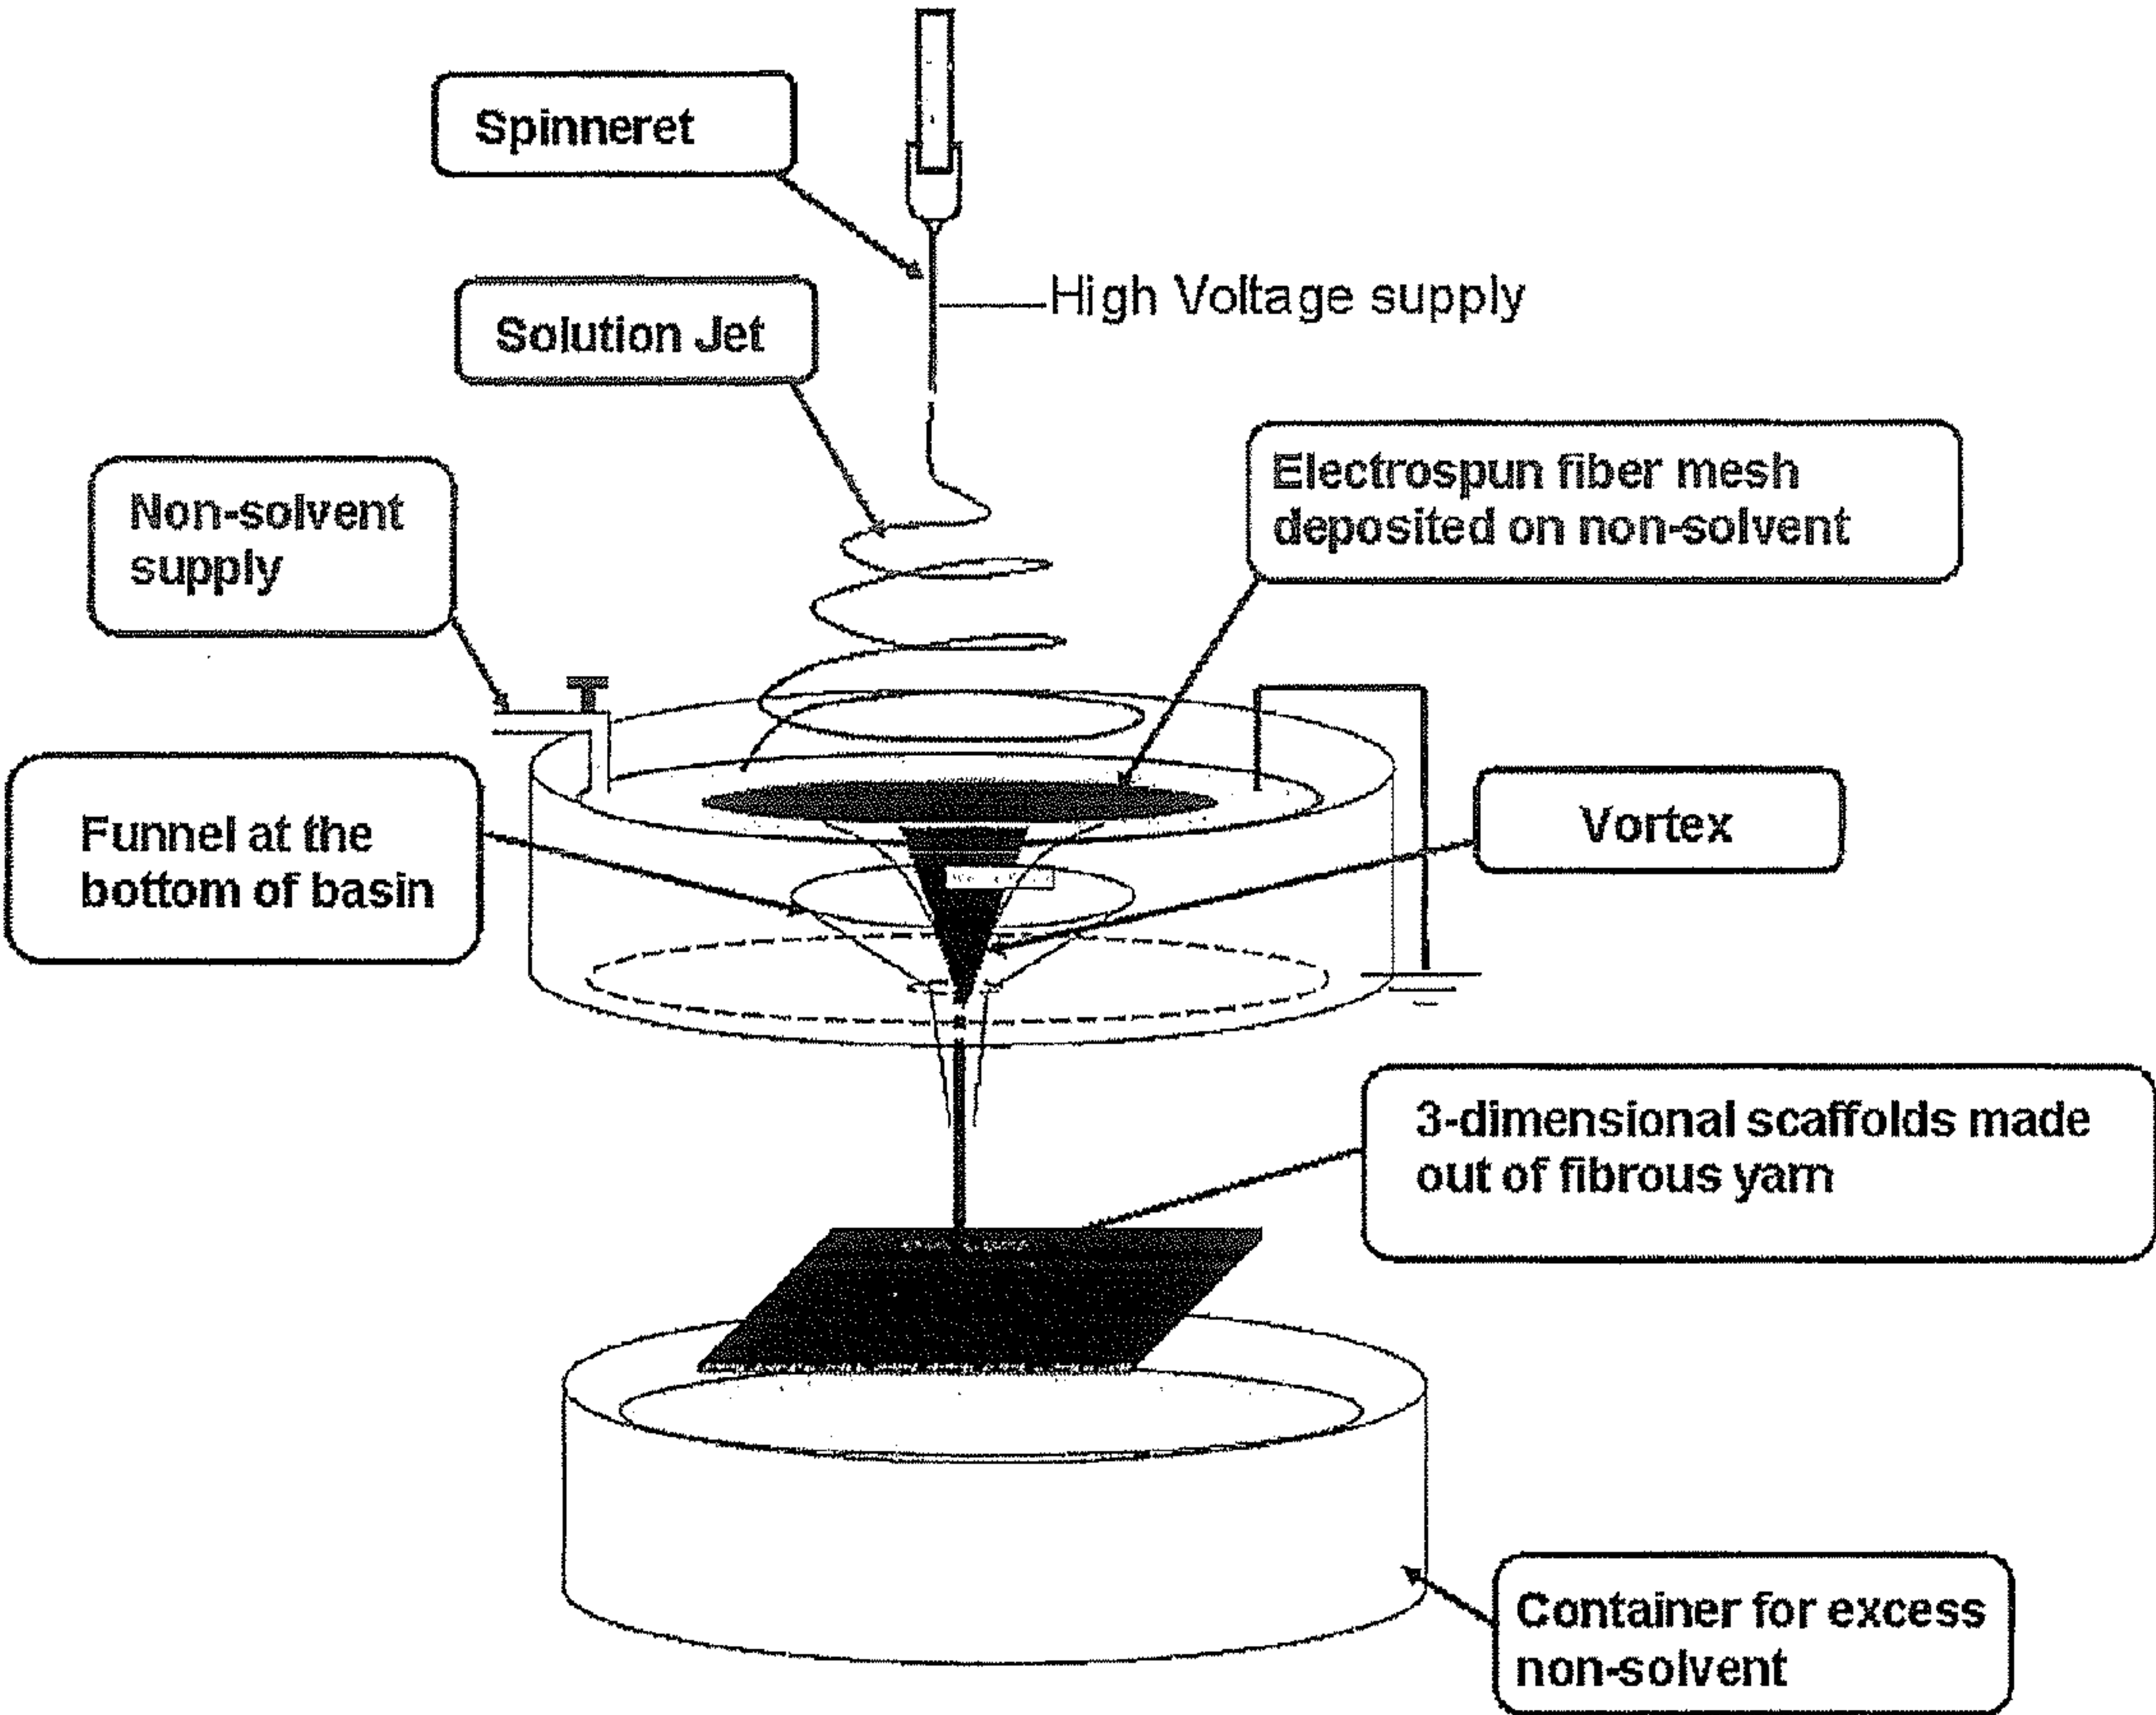 Spinneret
High Voltage supply
Solution Jet
Electrospun fiber mesh
deposited on non-solvent
Non-solvent
supply
Funnel at the
bottom of basin
Vortex
3-dimensional scaffolds made
out of fibrous yarn
Container for excess
non-solvent